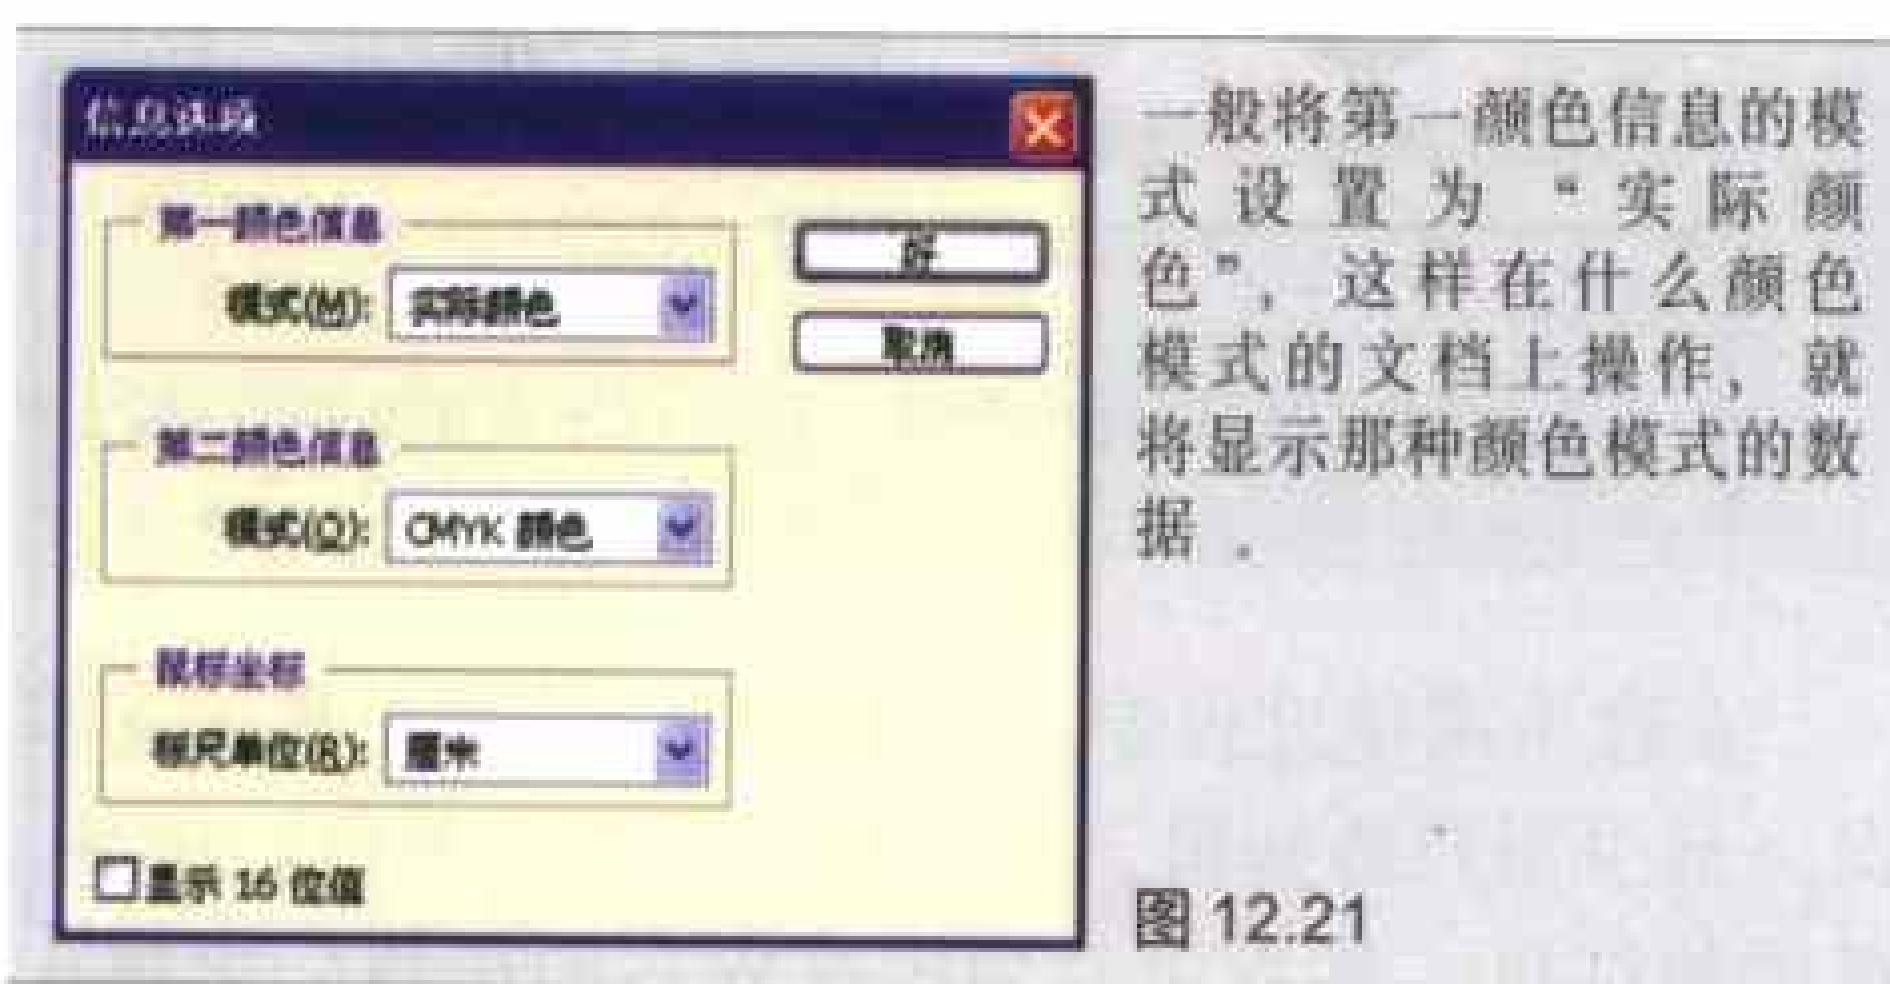 信息选项
第一颜色信息
模式(M): 实际颜色
好
取消
第二颜色信息
模式(O): CMYK 颜色
鼠标坐标
标尺单位(R): 厘米
显示 16 位值
一般将第一颜色信息的模
式设置为“实际颜
色”，这样在什么颜色
模式的文档上操作，就
将显示那种颜色模式的数
据．
图 12.21